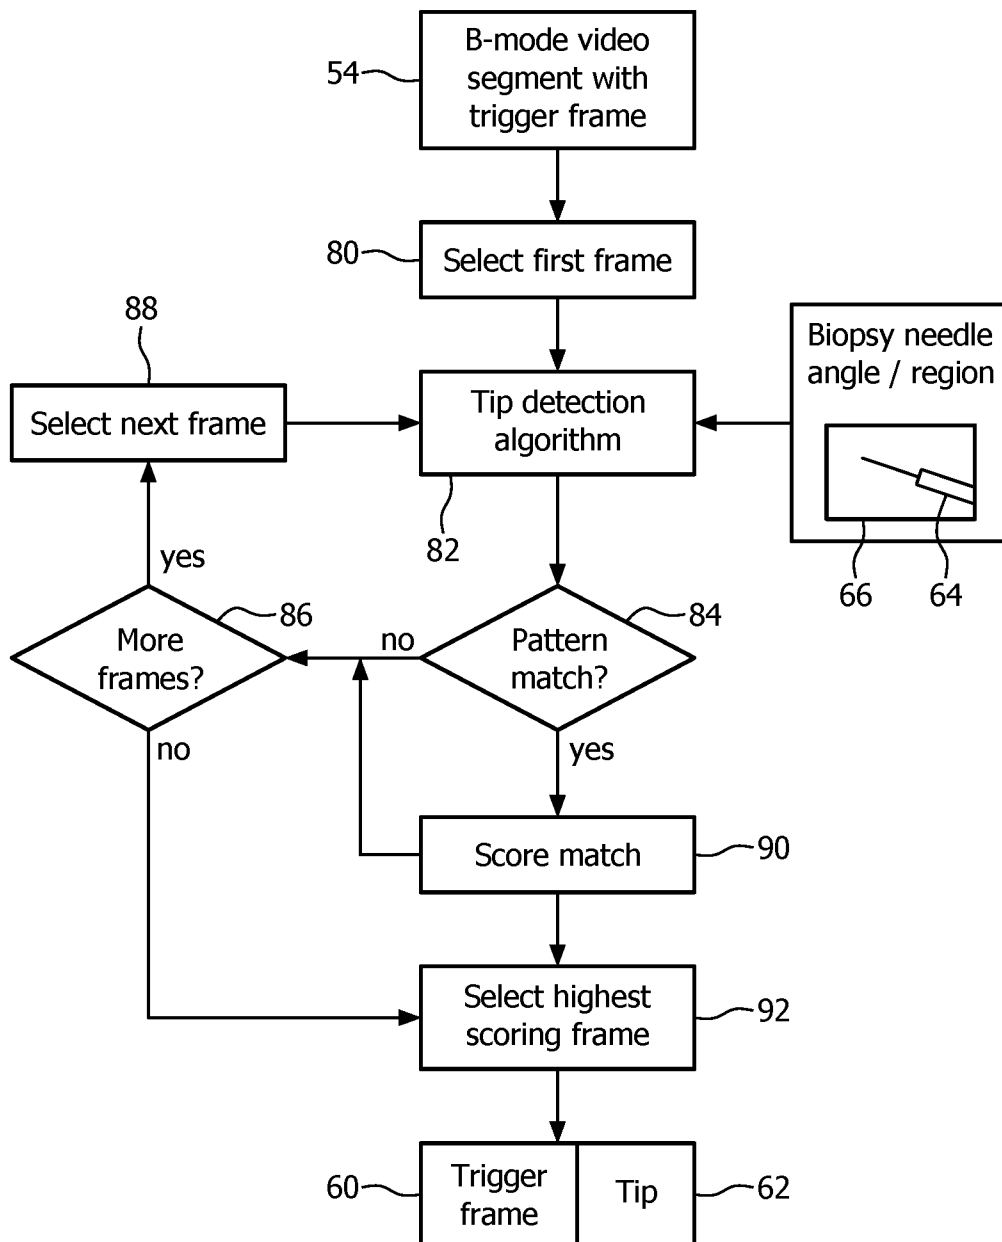 B-mode video
segment with
trigger frame
54
Select first frame
80
88
Biopsy needle
angle / region
Select next frame
Tip detection
algorithm
82
66
64
yes
86
84
More
frames?
no
Pattern
match?
no
yes
Score match
90
Select highest
scoring frame
92
60
Trigger
frame
Tip
62